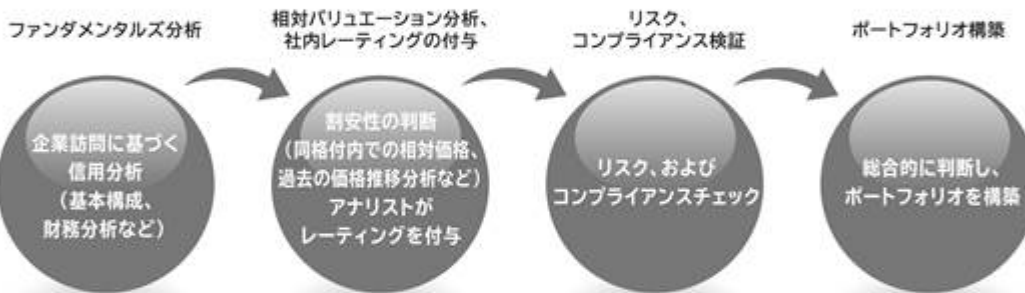 ファンダメンタルズ分析
相対バリュエーション分析、
社内レーティングの付与
リスク、
コンプライアンス検証
ポートフォリオ構築
企業訪問に基づく
信用分析
（基本構成、
財務分析など）
割安性の判断
（同格付内での相対価格、
過去の価格推移分析など）
アナリストが
レーティングを付与
リスク、および
コンプライアンスチェック
総合的に判断し、
ポートフォリオを構築